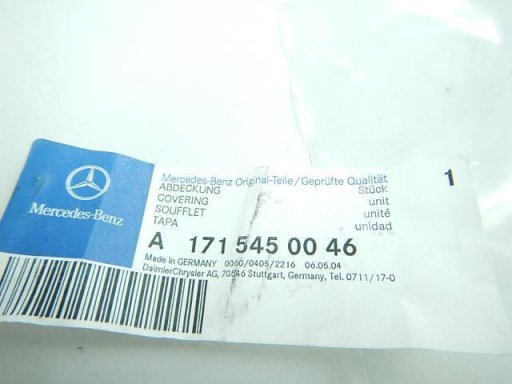 Mercedes-Benz
Mercedes-Benz Original-Teile/Geprüfte Qualität
ABDECKUNG Stück 1
COVERING unit
SOUFFLET unité
TAPA unidad
A 171 545 00 46
Made in GERMANY 0060/0405/2216 06.05.04
DaimlerChrysler AG, 70546 Stuttgart, Germany, Tel. 0711/17-0